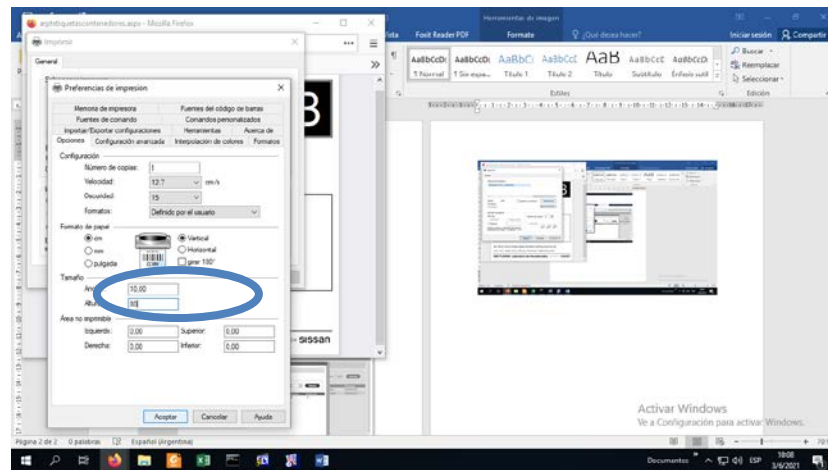 arphtiquetascontenedores.aspx - Mozilla Firefox
Herramientas de imagen
Vista Foxit Reader PDF Formato ¿Qué desea hacer? Iniciar sesión Compartir
Imprimir
General
AaBbCcDc AaBbCcDc AaBbC AaBbCcC AaB AaBbCcC AaBbCcDc
¶ Normal ¶ Sin espa... Título 1 Título 2 Título Subtítulo Énfasis sutil
Buscar
Reemplazar
Seleccionar
Estilos
Edición
Preferencias de impresión
Memoria de impresora Fuentes del código de barras
Fuentes de comando Comandos personalizados
Importar/Exportar configuraciones Herramientas Acerca de
Opciones Configuración avanzada Interpolación de colores Formatos
Configuración
Número de copias: 1
Velocidad: 12.7 cm/s
Oscuridad: 15
Formatos: Definido por el usuario
Formato de papel
cm Vertical
mm Horizontal
pulgada girar 180°
Tamaño
10,00
10
Área no imprimible
Izquierda: 0,00 Superior: 0,00
Derecha: 0,00 Inferior: 0,00
SISSAN
Aceptar Cancelar Ayuda
Activar Windows
Ve a Configuración para activar Windows.
Página 2 de 2 0 palabras Español (Argentina)
Documentos ESP 18:08
3/6/2021